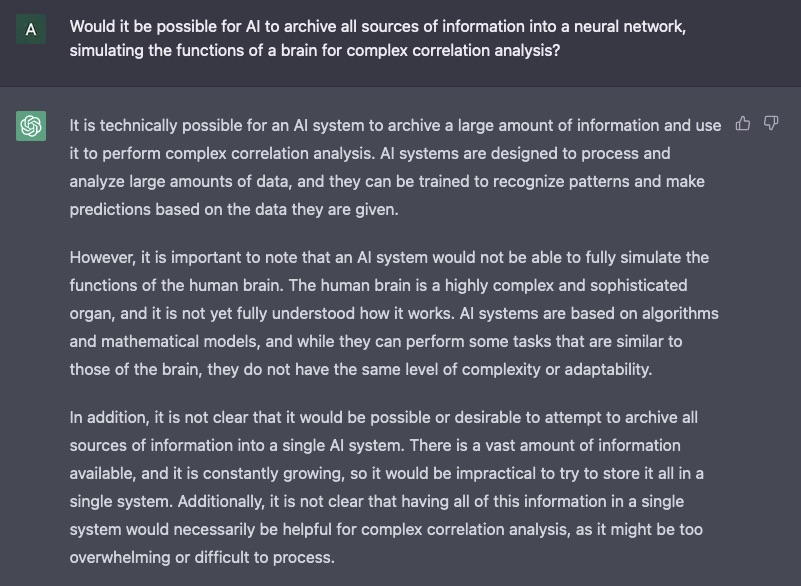 A
Would it be possible for AI to archive all sources of information into a neural network,
simulating the functions of a brain for complex correlation analysis?
It is technically possible for an AI system to archive a large amount of information and use
it to perform complex correlation analysis. AI systems are designed to process and
analyze large amounts of data, and they can be trained to recognize patterns and make
predictions based on the data they are given.
However, it is important to note that an AI system would not be able to fully simulate the
functions of the human brain. The human brain is a highly complex and sophisticated
organ, and it is not yet fully understood how it works. AI systems are based on algorithms
and mathematical models, and while they can perform some tasks that are similar to
those of the brain, they do not have the same level of complexity or adaptability.
In addition, it is not clear that it would be possible or desirable to attempt to archive all
sources of information into a single AI system. There is a vast amount of information
available, and it is constantly growing, so it would be impractical to try to store it all in a
single system. Additionally, it is not clear that having all of this information in a single
system would necessarily be helpful for complex correlation analysis, as it might be too
overwhelming or difficult to process.